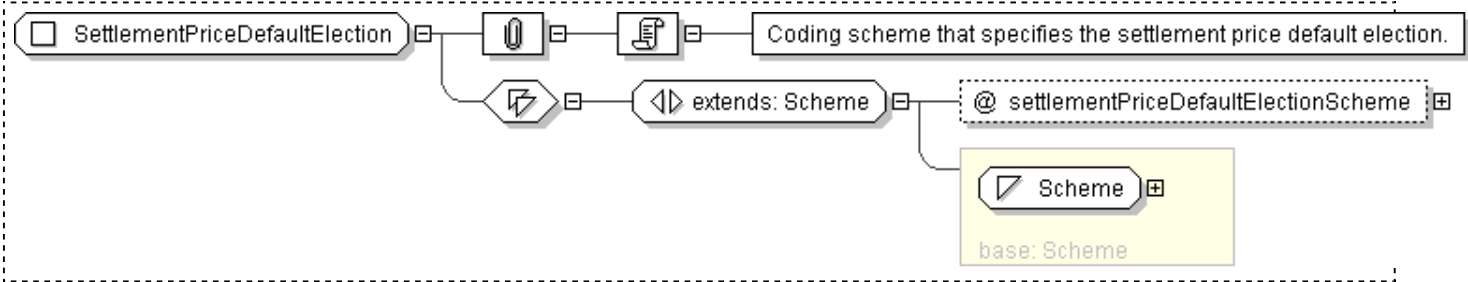 SettlementPriceDefaultElection
Coding scheme that specifies the settlement price default election.
extends: Scheme
@ settlementPriceDefaultElectionScheme
Scheme
base: Scheme